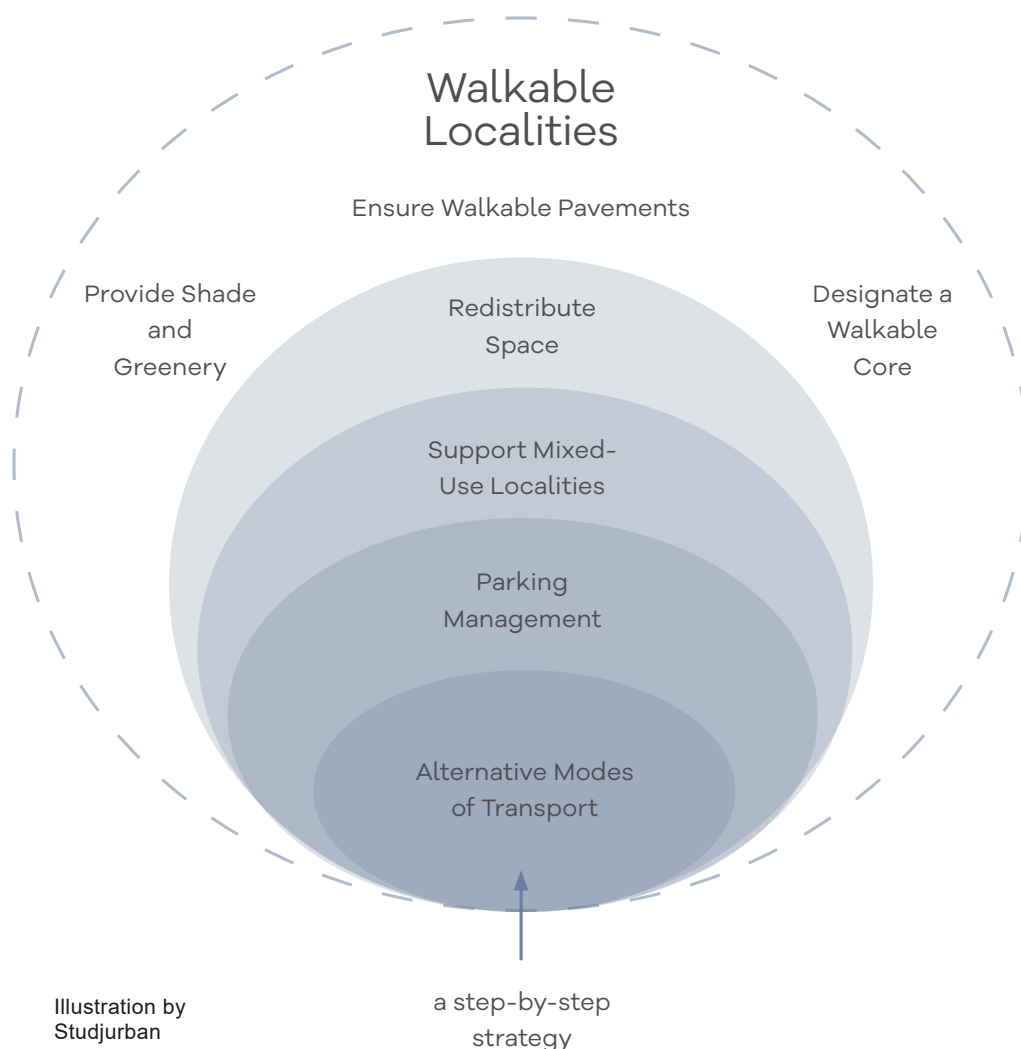 Walkable
Localities
Ensure Walkable Pavements
Provide Shade
and
Greenery
Designate a
Walkable
Core
Redistribute
Space
Support Mixed-
Use Localities
Parking
Management
Alternative Modes
of Transport
a step-by-step
strategy
Illustration by
Studjurban